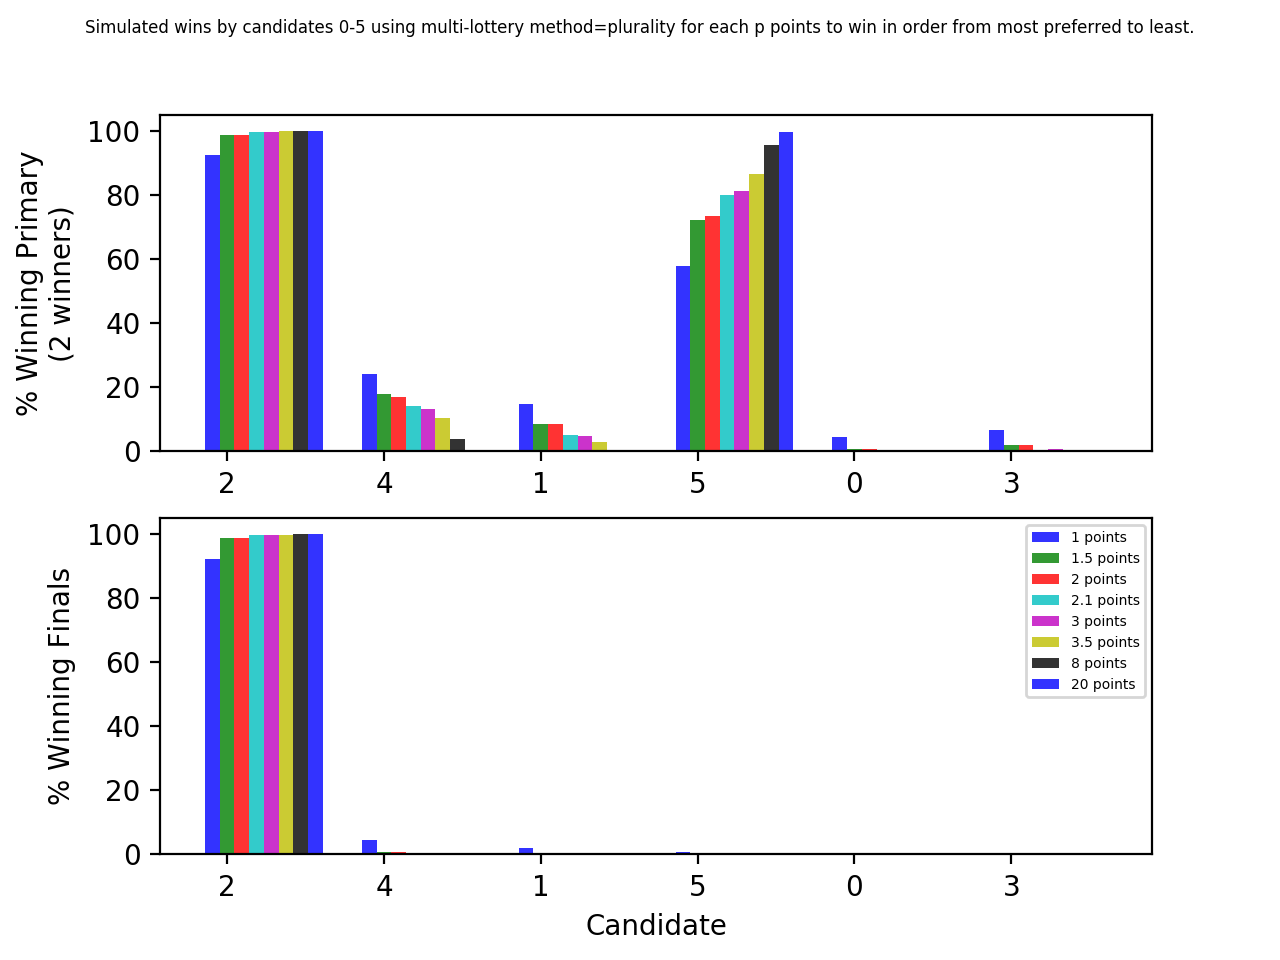 Simulated wins by candidates 0-5 using multi-lottery method=plurality for each p points to win in order from most preferred to least.
% Winning Primary
(2 winners)
100
80
60
40
20
0
2 4 1 5 0 3
% Winning Finals
100
80
60
40
20
0
1 points
1.5 points
2 points
2.1 points
3 points
3.5 points
8 points
20 points
2 4 1 5 0 3
Candidate